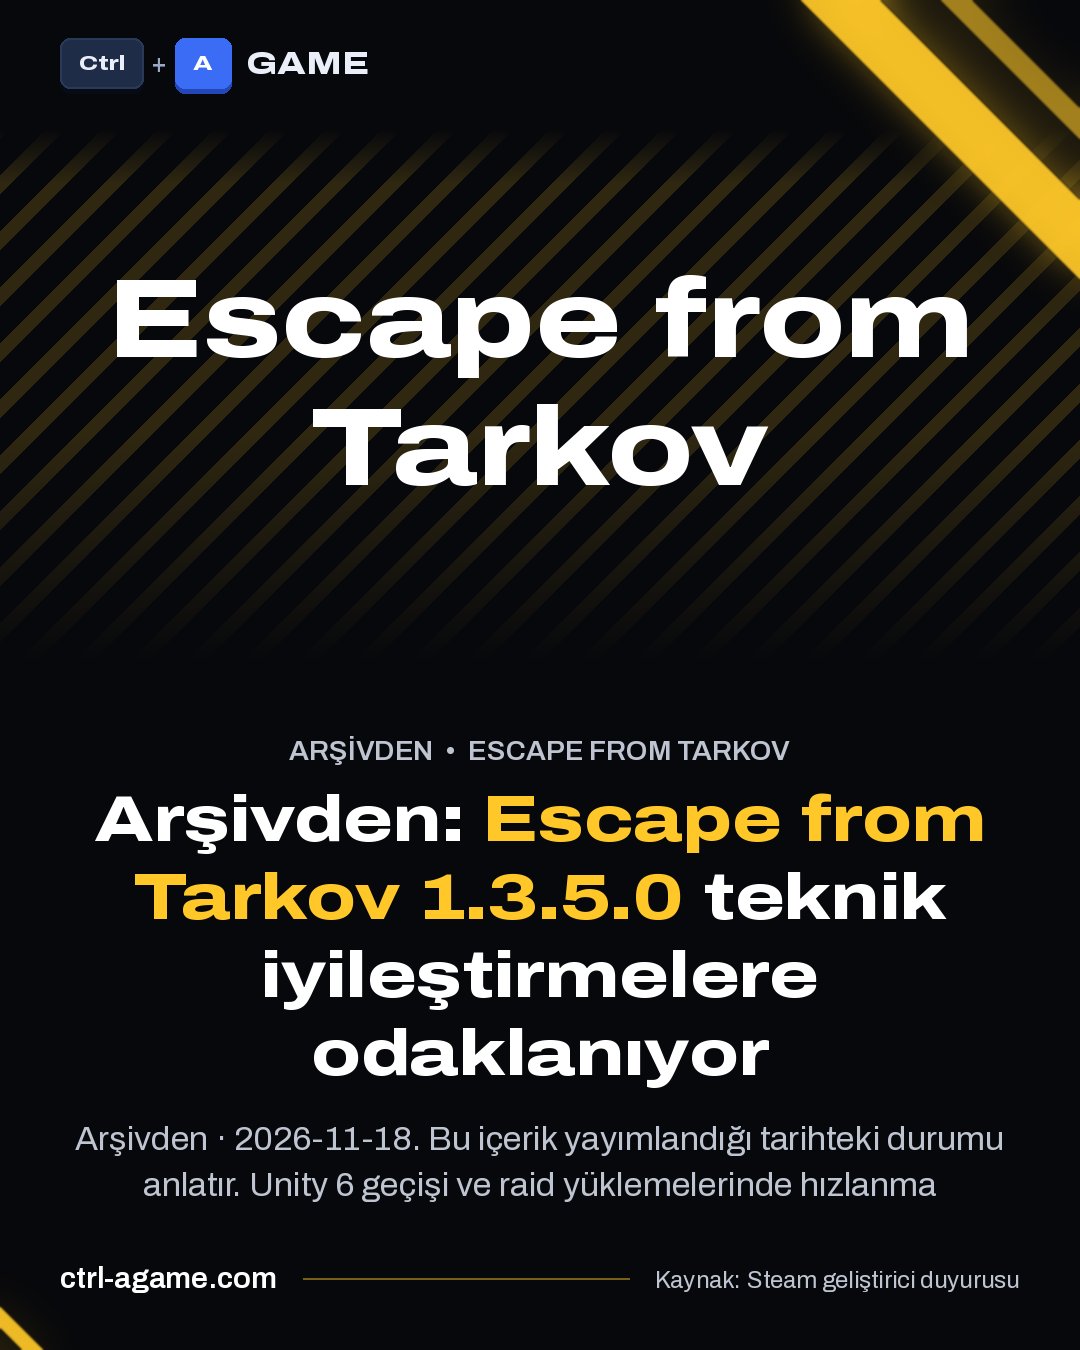 Ctrl + A GAME
Escape from
Tarkov
ARŞİVDEN • ESCAPE FROM TARKOV
Arşivden: Escape from
Tarkov 1.3.5.0 teknik
iyileştirmelere
odaklanıyor
Arşivden · 2026-11-18. Bu içerik yayımlandığı tarihteki durumu
anlatır. Unity 6 geçişi ve raid yüklemelerinde hızlanma
ctrl-agame.com
Kaynak: Steam geliştirici duyurusu